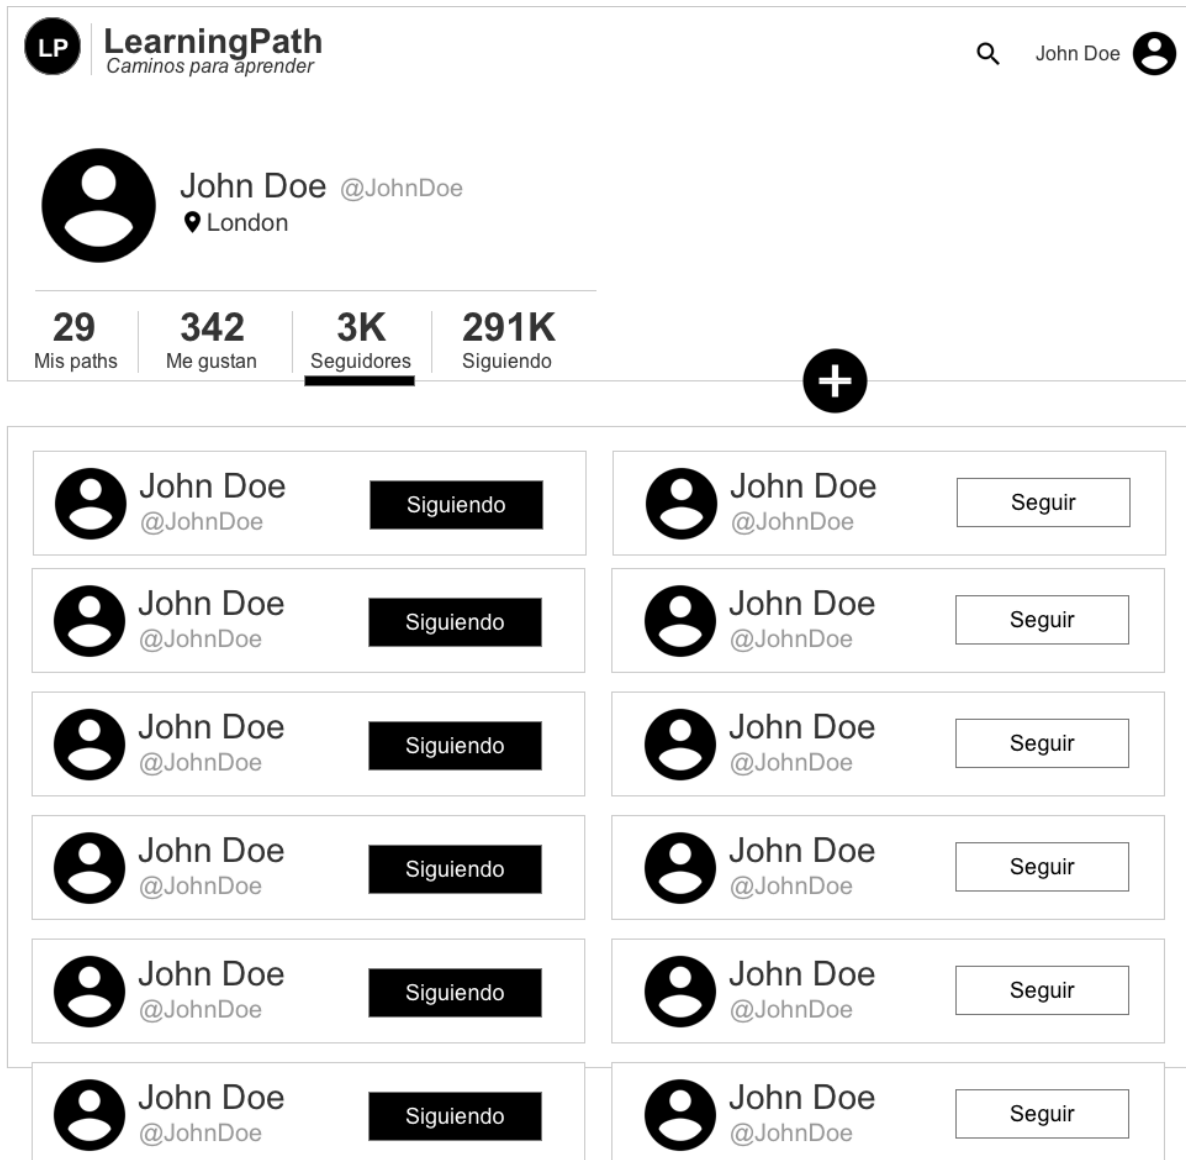 LP
LearningPath
Caminos para aprender
John Doe
John Doe @JohnDoe
London
29 342 3K 291K
Mis paths Me gustan Seguidores Siguiendo
John Doe
@JohnDoe
Siguiendo
John Doe
@JohnDoe
Seguir
John Doe
@JohnDoe
Siguiendo
John Doe
@JohnDoe
Seguir
John Doe
@JohnDoe
Siguiendo
John Doe
@JohnDoe
Seguir
John Doe
@JohnDoe
Siguiendo
John Doe
@JohnDoe
Seguir
John Doe
@JohnDoe
Siguiendo
John Doe
@JohnDoe
Seguir
John Doe
@JohnDoe
Siguiendo
John Doe
@JohnDoe
Seguir